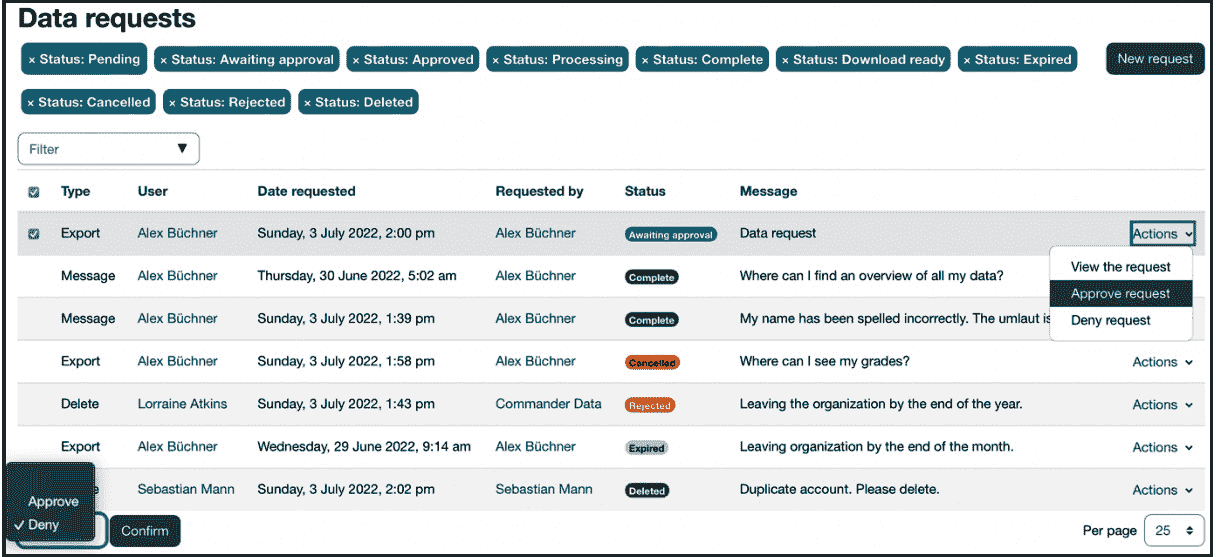 Data requests
× Status: Pending × Status: Awaiting approval × Status: Approved × Status: Processing × Status: Complete × Status: Download ready × Status: Expired New request
× Status: Cancelled × Status: Rejected × Status: Deleted
Filter ▼
Type User Date requested Requested by Status Message
Export Alex Büchner Sunday, 3 July 2022, 2:00 pm Alex Büchner Awaiting approval Data request Actions
View the request
Message Alex Büchner Thursday, 30 June 2022, 5:02 am Alex Büchner Complete Where can I find an overview of all my data?
Approve request
Message Alex Büchner Sunday, 3 July 2022, 1:39 pm Alex Büchner Complete My name has been spelled incorrectly. The umlaut is
Deny request
Export Alex Büchner Sunday, 3 July 2022, 1:58 pm Alex Büchner Cancelled Where can I see my grades? Actions
Delete Lorraine Atkins Sunday, 3 July 2022, 1:43 pm Commander Data Rejected Leaving the organization by the end of the year. Actions
Export Alex Büchner Wednesday, 29 June 2022, 9:14 am Alex Büchner Expired Leaving organization by the end of the month. Actions
Sebastian Mann Sunday, 3 July 2022, 2:02 pm Sebastian Mann Deleted Duplicate account. Please delete. Actions
Approve
✓ Deny
Confirm Per page 25